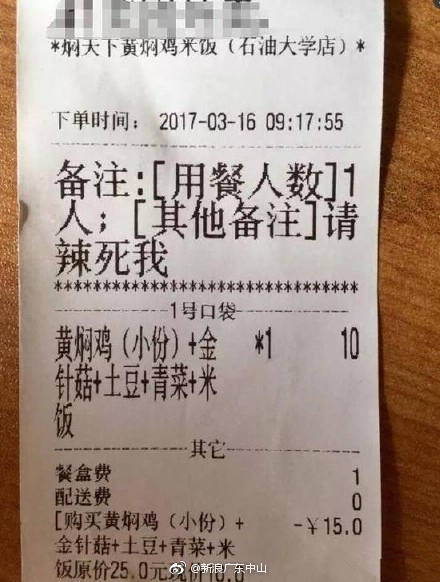 *焖天下黄焖鸡米饭（石油大学店）*
下单时间： 2017-03-16 09:17:55
备注:[用餐人数]1
人；[其他备注]请
辣死我
********************************
1号口袋
黄焖鸡（小份）+金 *1 10
针菇+土豆+青菜+米
饭
其它
餐盒费 1
配送费 0
[购买黄焖鸡（小份）+ -￥15.0
金针菇+土豆+青菜+米
饭原价25.0元现价10.0
@新浪广东中山